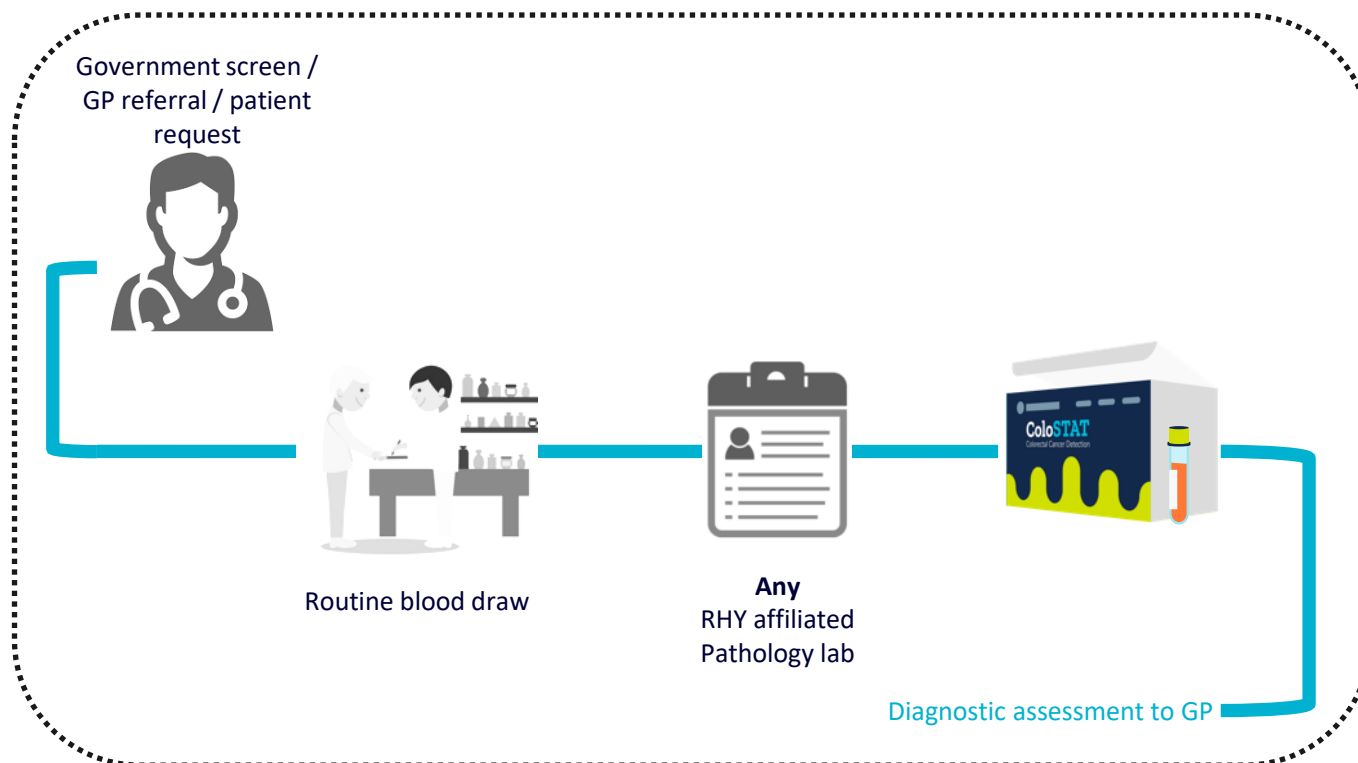 Government screen /
GP referral / patient
request
ColoSTAT
Colorectal Cancer Detection
Routine blood draw
Any
RHY affiliated
Pathology lab
Diagnostic assessment to GP